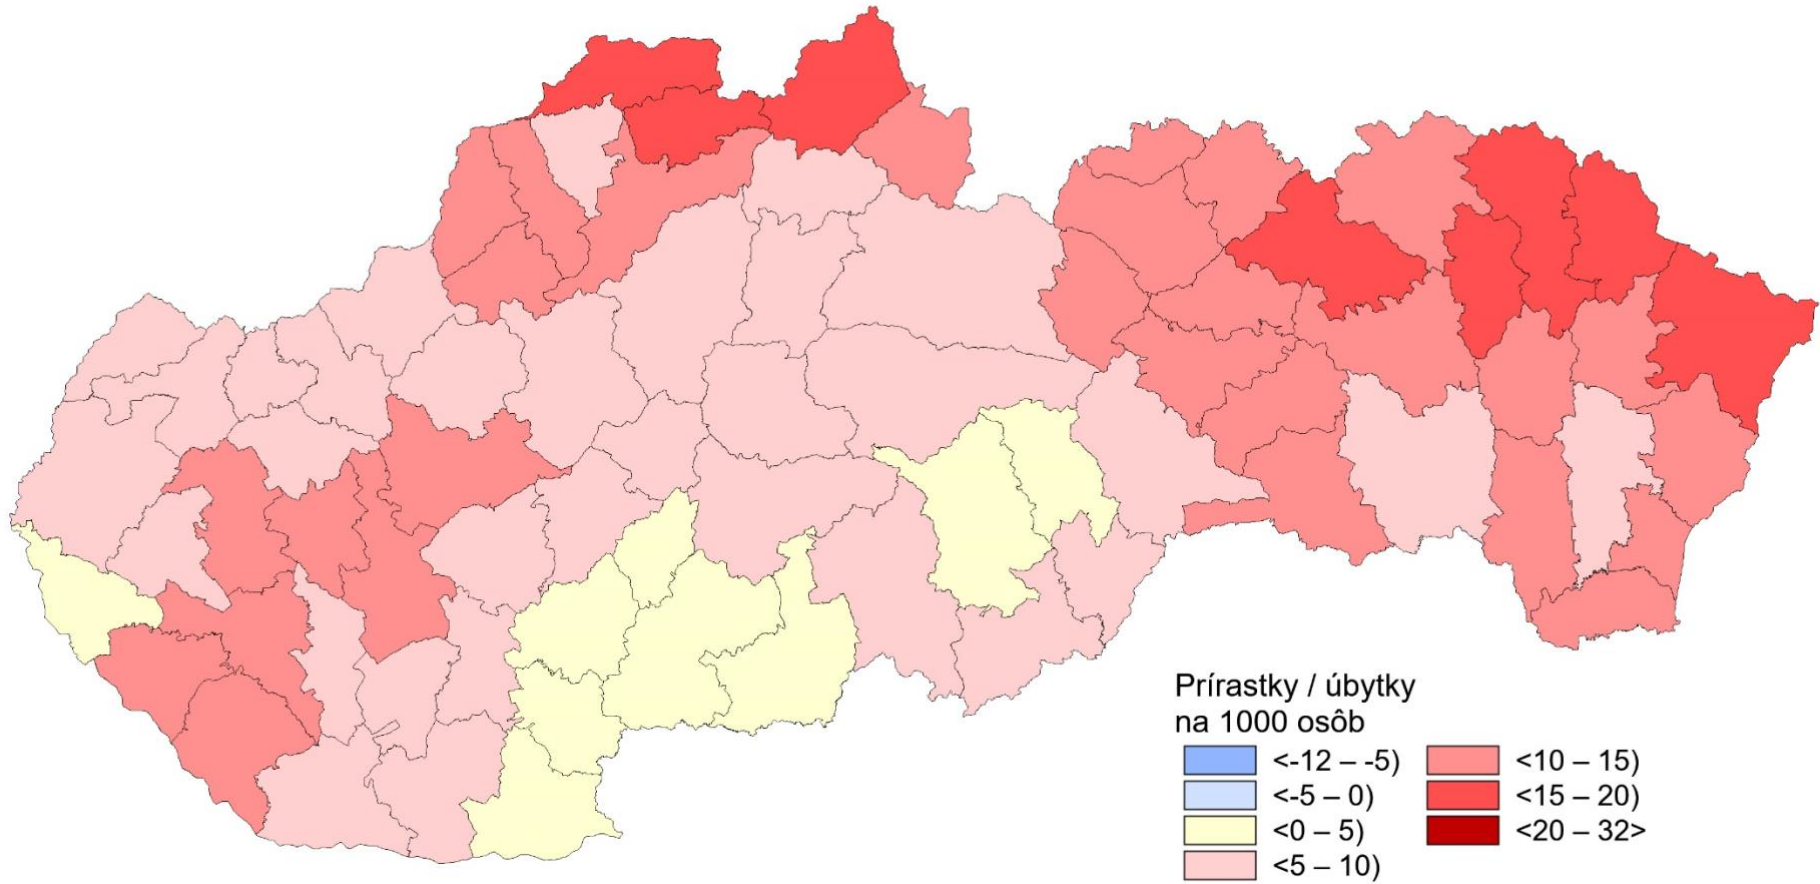 Prírastky / úbytky
na 1000 osôb
<-12 – -5)
<-5 – 0)
<0 – 5)
<5 – 10)
<10 – 15)
<15 – 20)
<20 – 32>